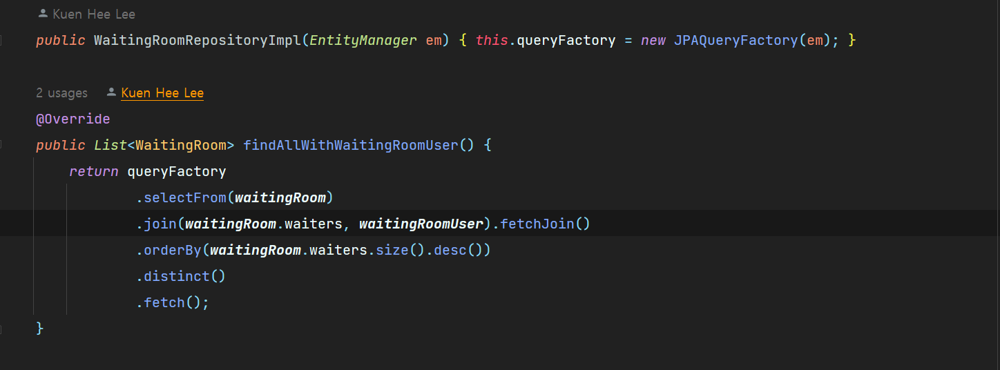 Kuen Hee Lee
public WaitingRoomRepositoryImpl(EntityManager em) { this.queryFactory = new JPAQueryFactory(em); }
2 usages Kuen Hee Lee
@Override
public List<WaitingRoom> findAllWithWaitingRoomUser() {
return queryFactory
.selectFrom(waitingRoom)
.join(waitingRoom.waiters, waitingRoomUser).fetchJoin()
.orderBy(waitingRoom.waiters.size().desc())
.distinct()
.fetch();
}